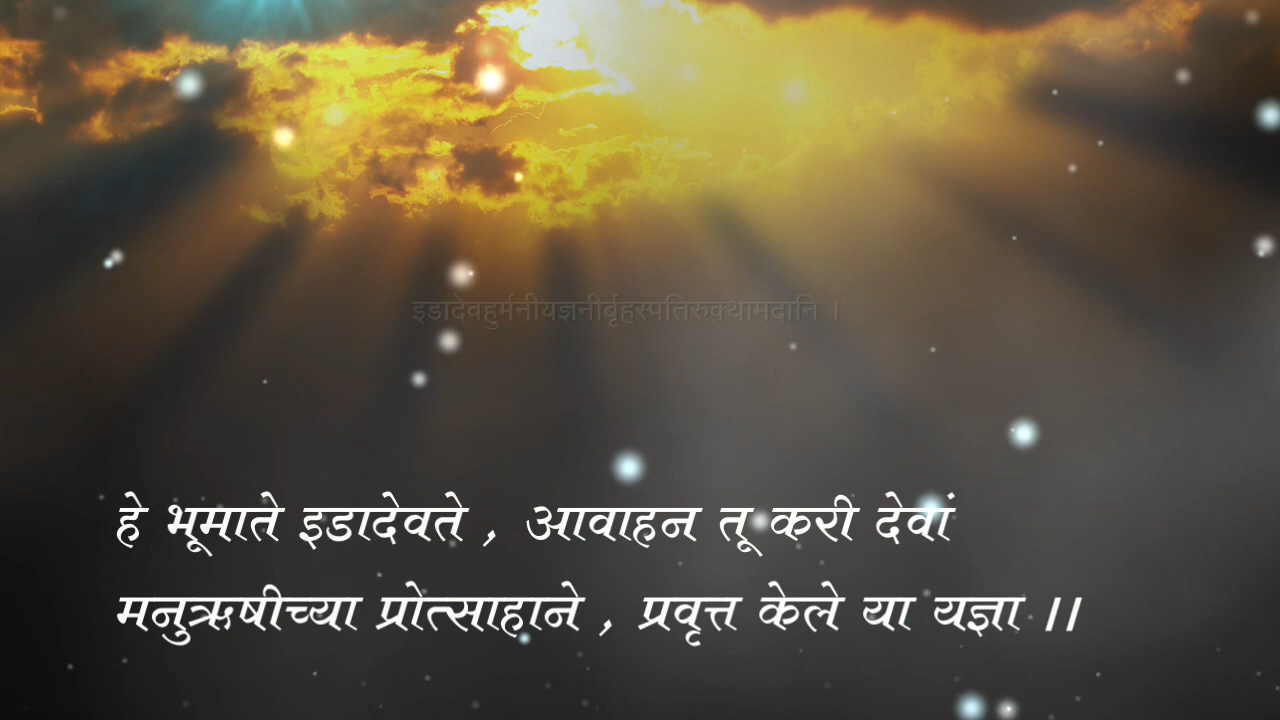 इडादेवहुर्मनीयज्ञनीर्बृहस्पतिरुक्थामदानि ।
हे भूमाते इडादेवते , आवाहन तू करी देवां
मनुऋषीच्या प्रोत्साहाने , प्रवृत्त केले या यज्ञा ।।